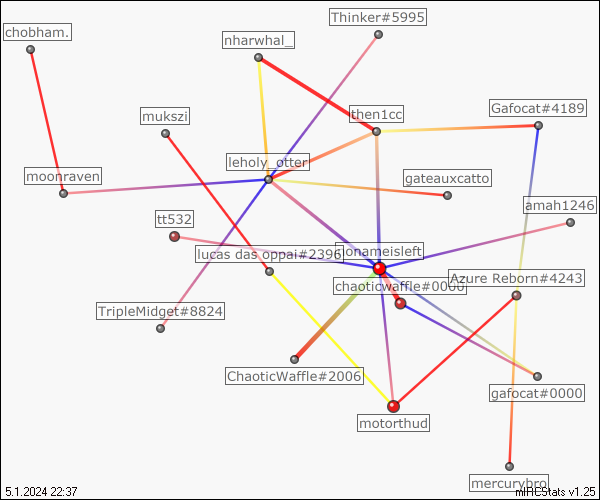 Thinker#5995
chobham.
nharwhal_
Gafocat#4189
mukszi
then1cc
leholy_otter
moonraven
gateauxcatto
amah1246
tt532
lucas das oppai#2396
nonameisleft
Azure Reborn#4243
chaoticwaffle#0000
TripleMidget#8824
ChaoticWaffle#2006
gafocat#0000
motorthud
mercurybro
5.1.2024 22:37
mIRCStats v1.25